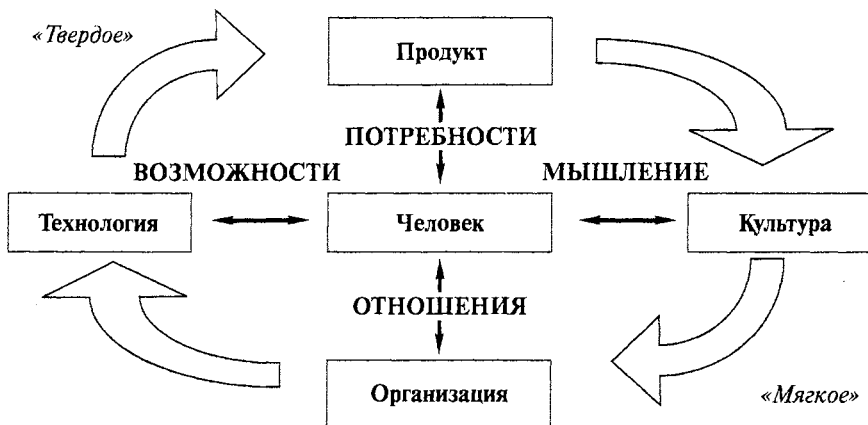 «Твердое»
Продукт
ПОТРЕБНОСТИ
ВОЗМОЖНОСТИ
МЫШЛЕНИЕ
Технология
Человек
Культура
ОТНОШЕНИЯ
Организация
«Мягкое»